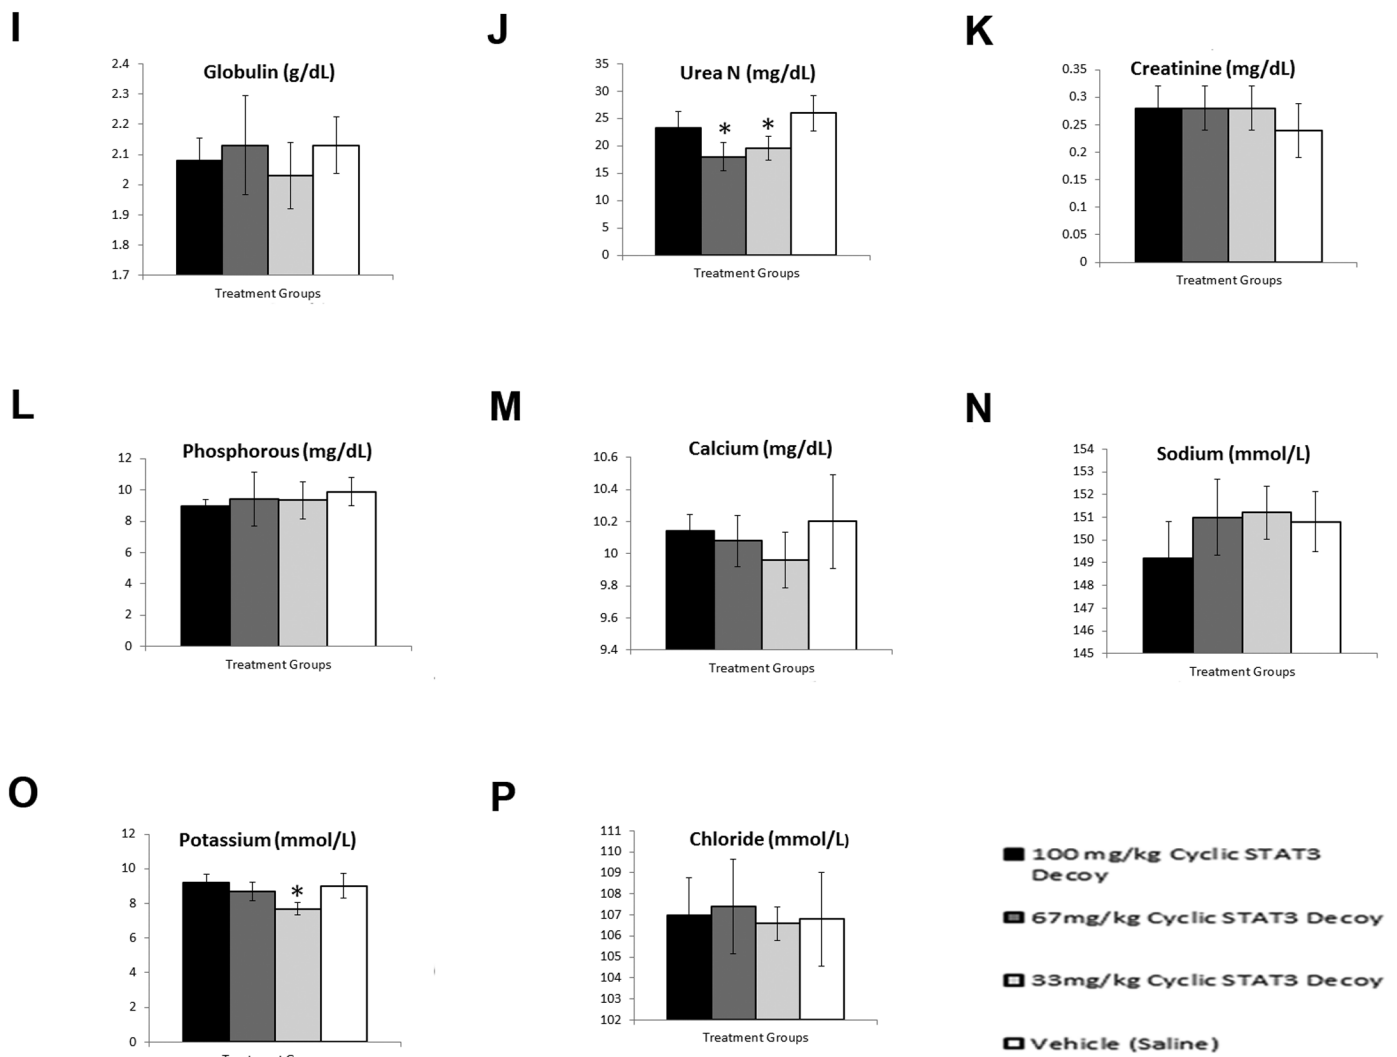 I
Globulin (g/dL)
2.4
2.3
2.2
2.1
2
1.9
1.8
1.7
Treatment Groups
J
Urea N (mg/dL)
35
30
25
20
15
10
5
0
*
*
Treatment Groups
K
Creatinine (mg/dL)
0.35
0.3
0.25
0.2
0.15
0.1
0.05
0
Treatment Groups
L
Phosphorous (mg/dL)
12
10
8
6
4
2
0
Treatment Groups
M
Calcium (mg/dL)
10.6
10.4
10.2
10
9.8
9.6
9.4
Treatment Groups
N
Sodium (mmol/L)
154
153
152
151
150
149
148
147
146
145
Treatment Groups
O
Potassium (mmol/L)
12
10
8
6
4
2
0
*
P
Chloride (mmol/L)
111
110
109
108
107
106
105
104
103
102
Treatment Groups
100 mg/kg Cyclic STAT3
Decoy
67mg/kg Cyclic STAT3 Decoy
33mg/kg Cyclic STAT3 Decoy
Vehicle (Saline)